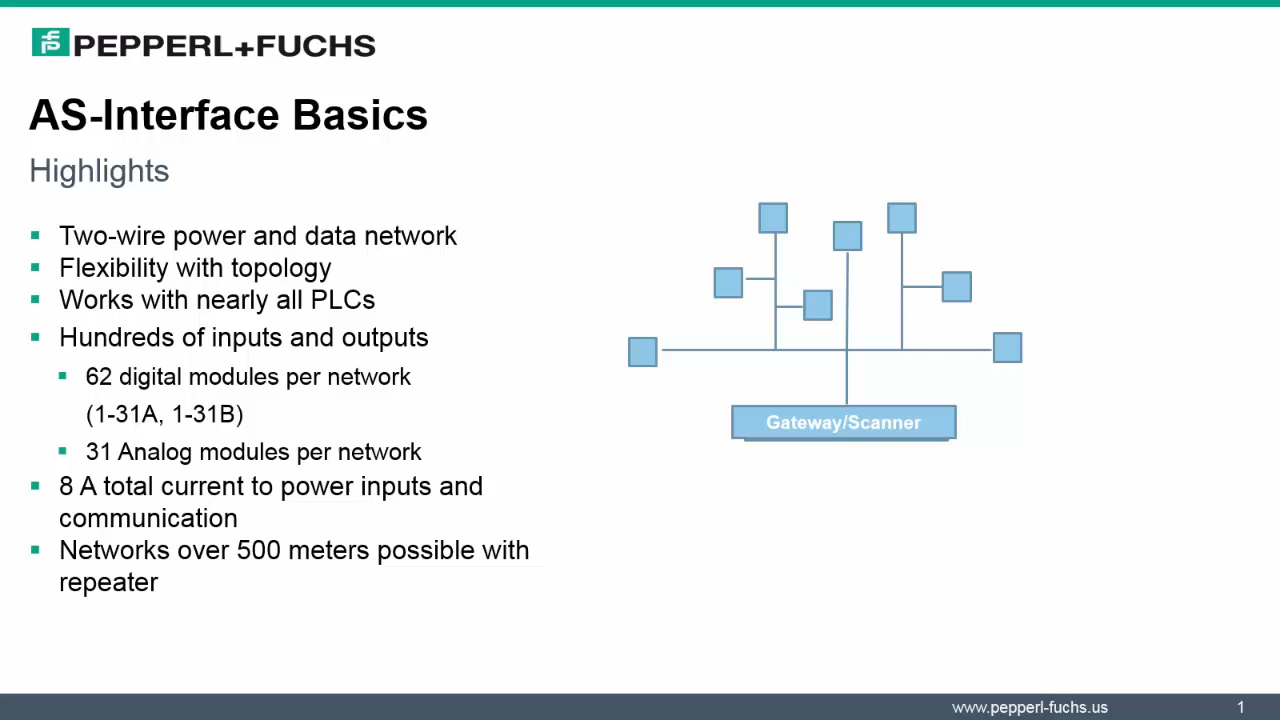 PEPPERL+FUCHS
AS-Interface Basics
Highlights
Two-wire power and data network
Flexibility with topology
Works with nearly all PLCs
Hundreds of inputs and outputs
62 digital modules per network
(1-31A, 1-31B)
31 Analog modules per network
8 A total current to power inputs and
communication
Networks over 500 meters possible with
repeater
Gateway/Scanner
www.pepperl-fuchs.us
1